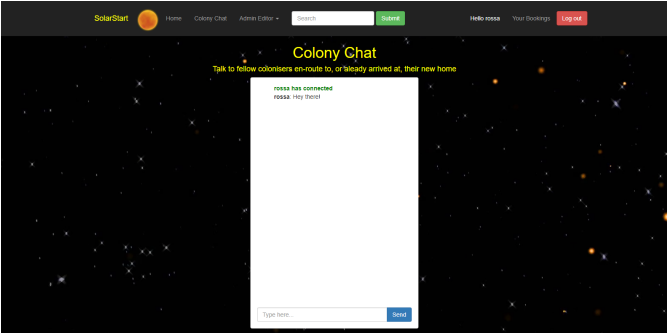 SolarStart Home Colony Chat Admin Editor Search Submit Hello rossa Your Bookings Log out
Colony Chat
Talk to fellow colonisers en-route to, or aleady arrived at, their new home
rossa has connected
rossa: Hey there!
Type here... Send